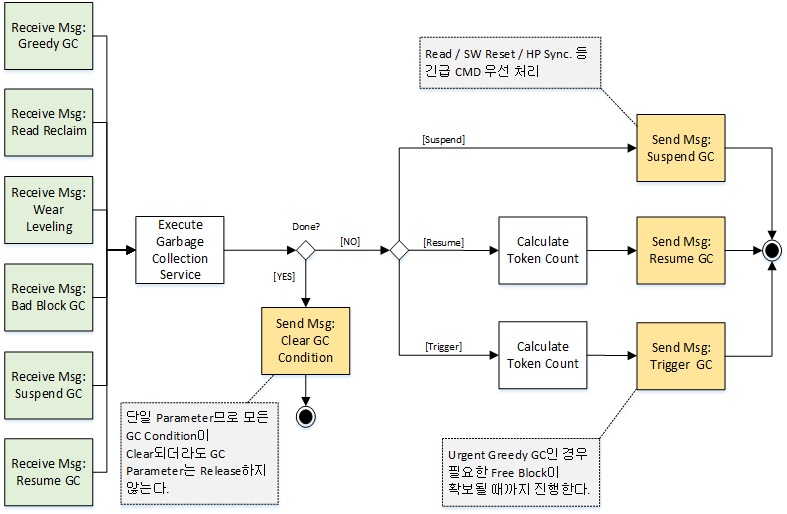 Receive Msg:
Greedy GC
Receive Msg:
Read Reclaim
Receive Msg:
Wear
Leveling
Receive Msg:
Bad Block GC
Receive Msg:
Suspend GC
Receive Msg:
Resume GC
Execute
Garbage
Collection
Service
Done?
[NO]
[YES]
Send Msg:
Clear GC
Condition
단일 Parameter므로 모든
GC Condition이
Clear되더라도 GC
Parameter는 Release하지
않는다.
[Suspend]
[Resume]
[Trigger]
Read / SW Reset / HP Sync. 등
긴급 CMD 우선 처리
Send Msg:
Suspend GC
Calculate
Token Count
Send Msg:
Resume GC
Calculate
Token Count
Send Msg:
Trigger GC
Urgent Greedy GC인 경우
필요한 Free Block이
확보될 때까지 진행한다.